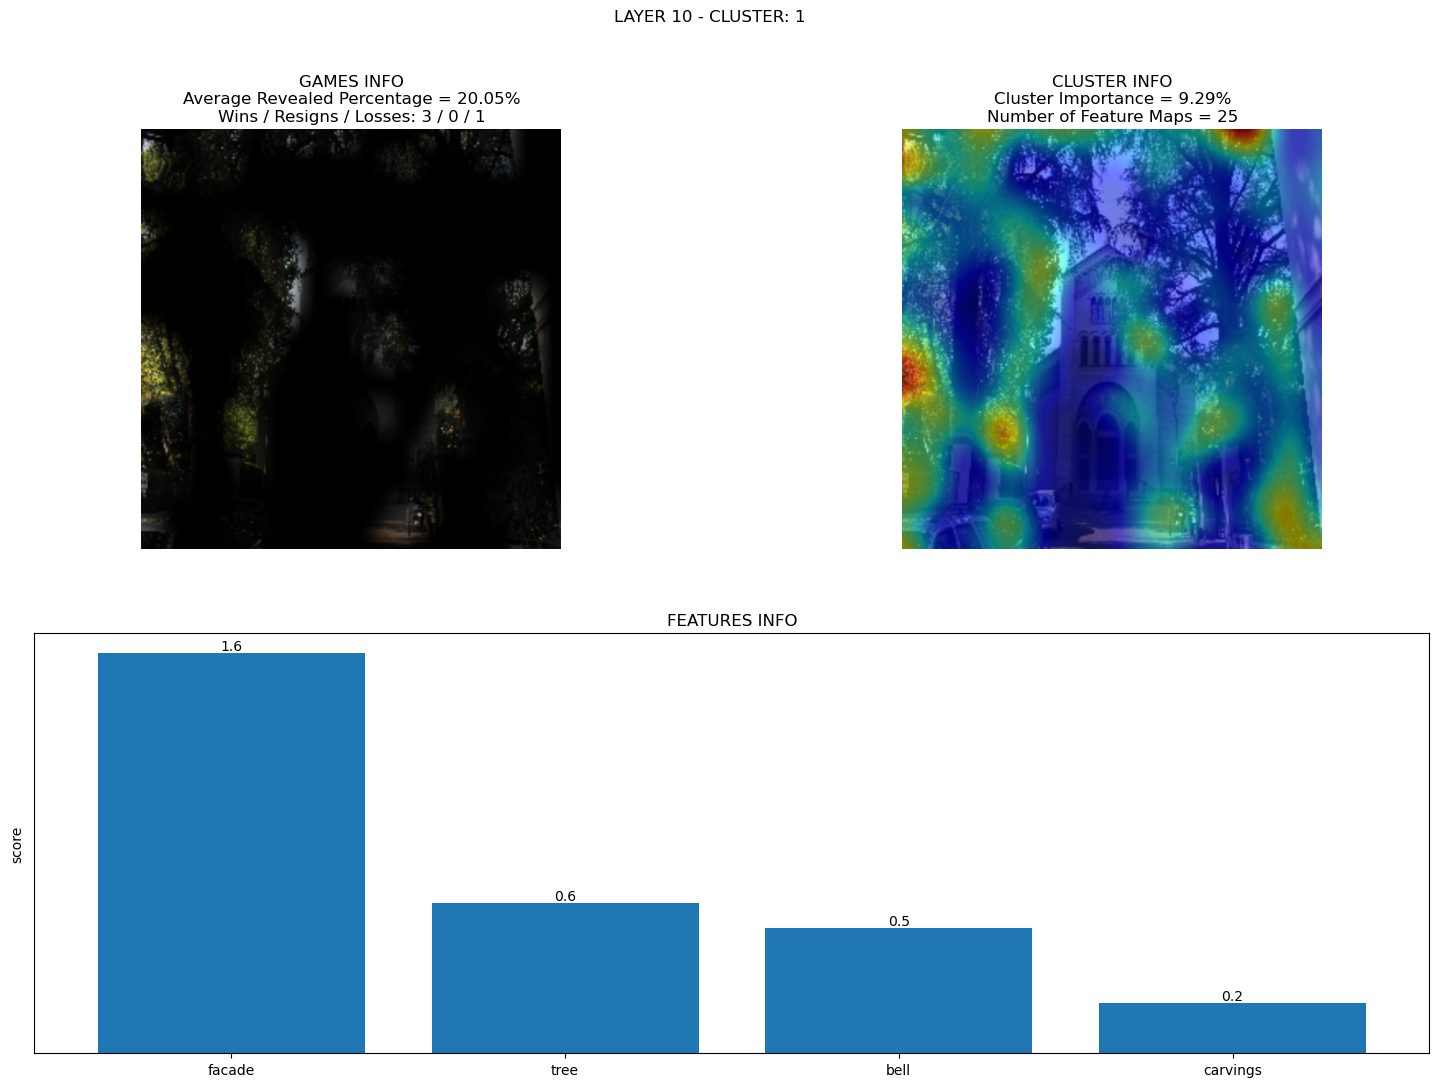 LAYER 10 - CLUSTER: 1
GAMES INFO
Average Revealed Percentage = 20.05%
Wins / Resigns / Losses: 3 / 0 / 1
CLUSTER INFO
Cluster Importance = 9.29%
Number of Feature Maps = 25
FEATURES INFO
score
1.6
0.6
0.5
0.2
facade
tree
bell
carvings